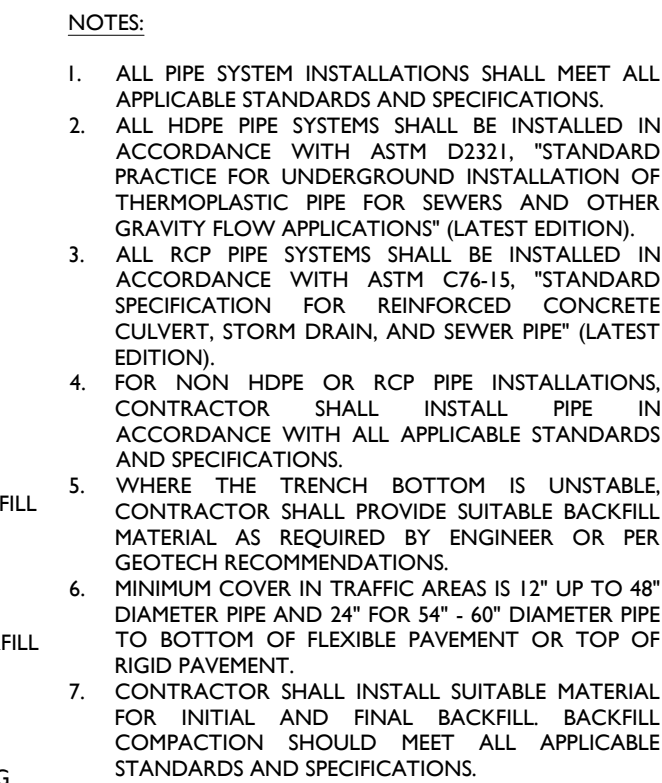 NOTES:
1. ALL PIPE SYSTEM INSTALLATIONS SHALL MEET ALL
APPLICABLE STANDARDS AND SPECIFICATIONS.
2. ALL HDPE PIPE SYSTEMS SHALL BE INSTALLED IN
ACCORDANCE WITH ASTM D2321, "STANDARD
PRACTICE FOR UNDERGROUND INSTALLATION OF
THERMOPLASTIC PIPE FOR SEWERS AND OTHER
GRAVITY FLOW APPLICATIONS" (LATEST EDITION).
3. ALL RCP PIPE SYSTEMS SHALL BE INSTALLED IN
ACCORDANCE WITH ASTM C76-15, "STANDARD
SPECIFICATION FOR REINFORCED CONCRETE
CULVERT, STORM DRAIN, AND SEWER PIPE" (LATEST
EDITION).
4. FOR NON HDPE OR RCP PIPE INSTALLATIONS,
CONTRACTOR SHALL INSTALL PIPE IN
ACCORDANCE WITH ALL APPLICABLE STANDARDS
AND SPECIFICATIONS.
5. WHERE THE TRENCH BOTTOM IS UNSTABLE,
CONTRACTOR SHALL PROVIDE SUITABLE BACKFILL
MATERIAL AS REQUIRED BY ENGINEER OR PER
GEOTECH RECOMMENDATIONS.
6. MINIMUM COVER IN TRAFFIC AREAS IS 12" UP TO 48"
DIAMETER PIPE AND 24" FOR 54" - 60" DIAMETER PIPE
TO BOTTOM OF FLEXIBLE PAVEMENT OR TOP OF
RIGID PAVEMENT.
7. CONTRACTOR SHALL INSTALL SUITABLE MATERIAL
FOR INITIAL AND FINAL BACKFILL. BACKFILL
COMPACTION SHOULD MEET ALL APPLICABLE
STANDARDS AND SPECIFICATIONS.